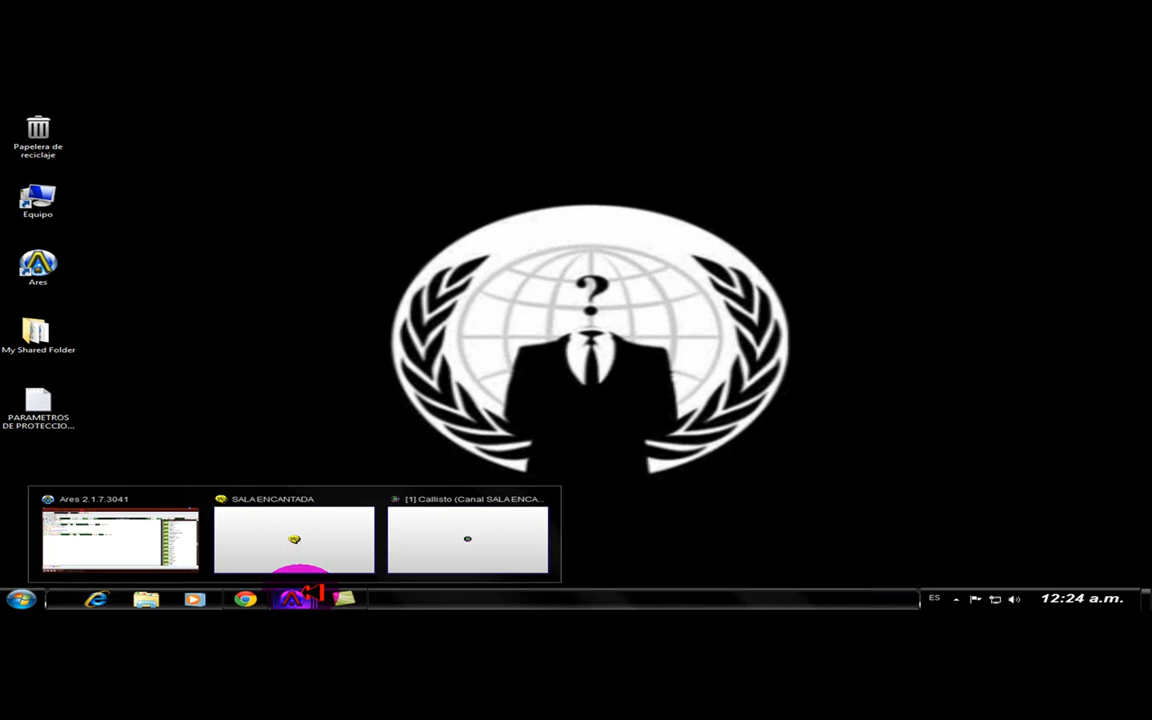 Papelera de
reciclaje
Equipo
Ares
My Shared Folder
PARAMETROS
DE PROTECCIO...
?
Ares 2.1.7.3041
SALA ENCANTADA
[1] Callisto (Canal SALA ENCA...
ES
12:24 a.m.